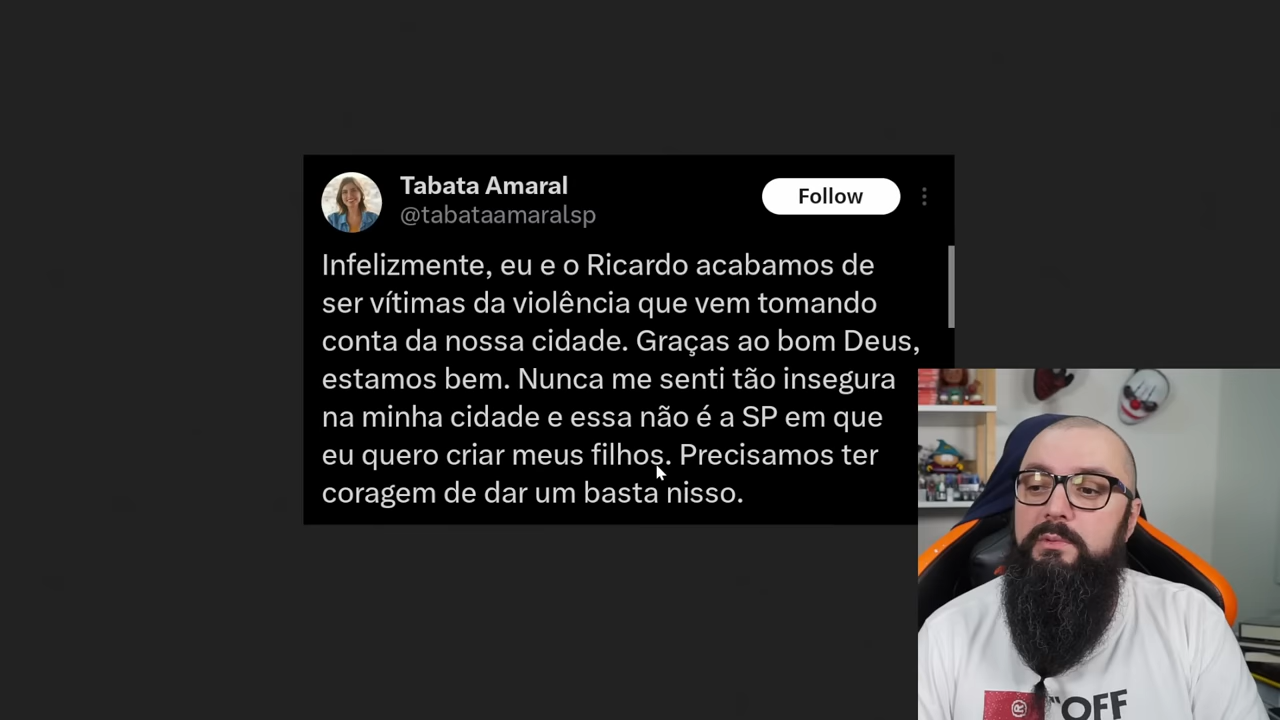 Tabata Amaral
Follow
@tabataamaralsp
Infelizmente, eu e o Ricardo acabamos de
ser vítimas da violência que vem tomando
conta da nossa cidade. Graças ao bom Deus,
estamos bem. Nunca me senti tão insegura
na minha cidade e essa não é a SP em que
eu quero criar meus filhos. Precisamos ter
coragem de dar um basta nisso.
®
"OFF